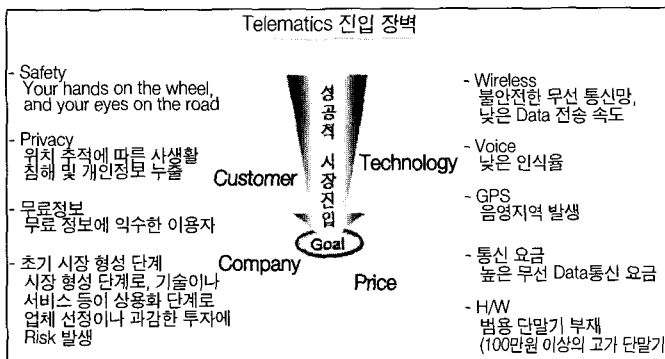 Telematics 진입 장벽
- Safety
Your hands on the wheel,
and your eyes on the road
- Privacy
위치 추적에 따른 사생활
침해 및 개인정보 누출
- 무료정보
무료 정보에 익수한 이용자
- 초기 시장 형성 단계
시장 형성 단계로, 기술이나
서비스 등이 상용화 단계로
업체 선정이나 과감한 투자에
Risk 발생
성공적 시장진입
Customer
Technology
Goal
Company
Price
- Wireless
불안전한 무선 통신망,
낮은 Data 전송 속도
- Voice
낮은 인식율
- GPS
음영지역 발생
- 통신 요금
높은 무선 Data통신 요금
- H/W
범용 단말기 부재
(100만원 이상의 고가 단말기